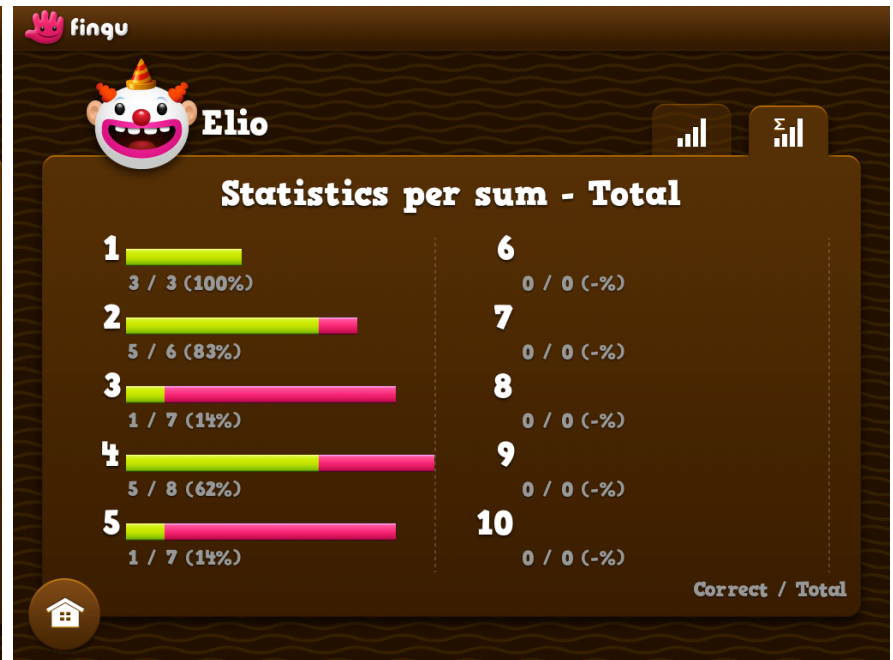 fingu
Elio
Σ
Statistics per sum - Total
1
3 / 3 (100%)
2
5 / 6 (83%)
3
1 / 7 (14%)
4
5 / 8 (62%)
5
1 / 7 (14%)
6
0 / 0 (-%)
7
0 / 0 (-%)
8
0 / 0 (-%)
9
0 / 0 (-%)
10
0 / 0 (-%)
Correct / Total